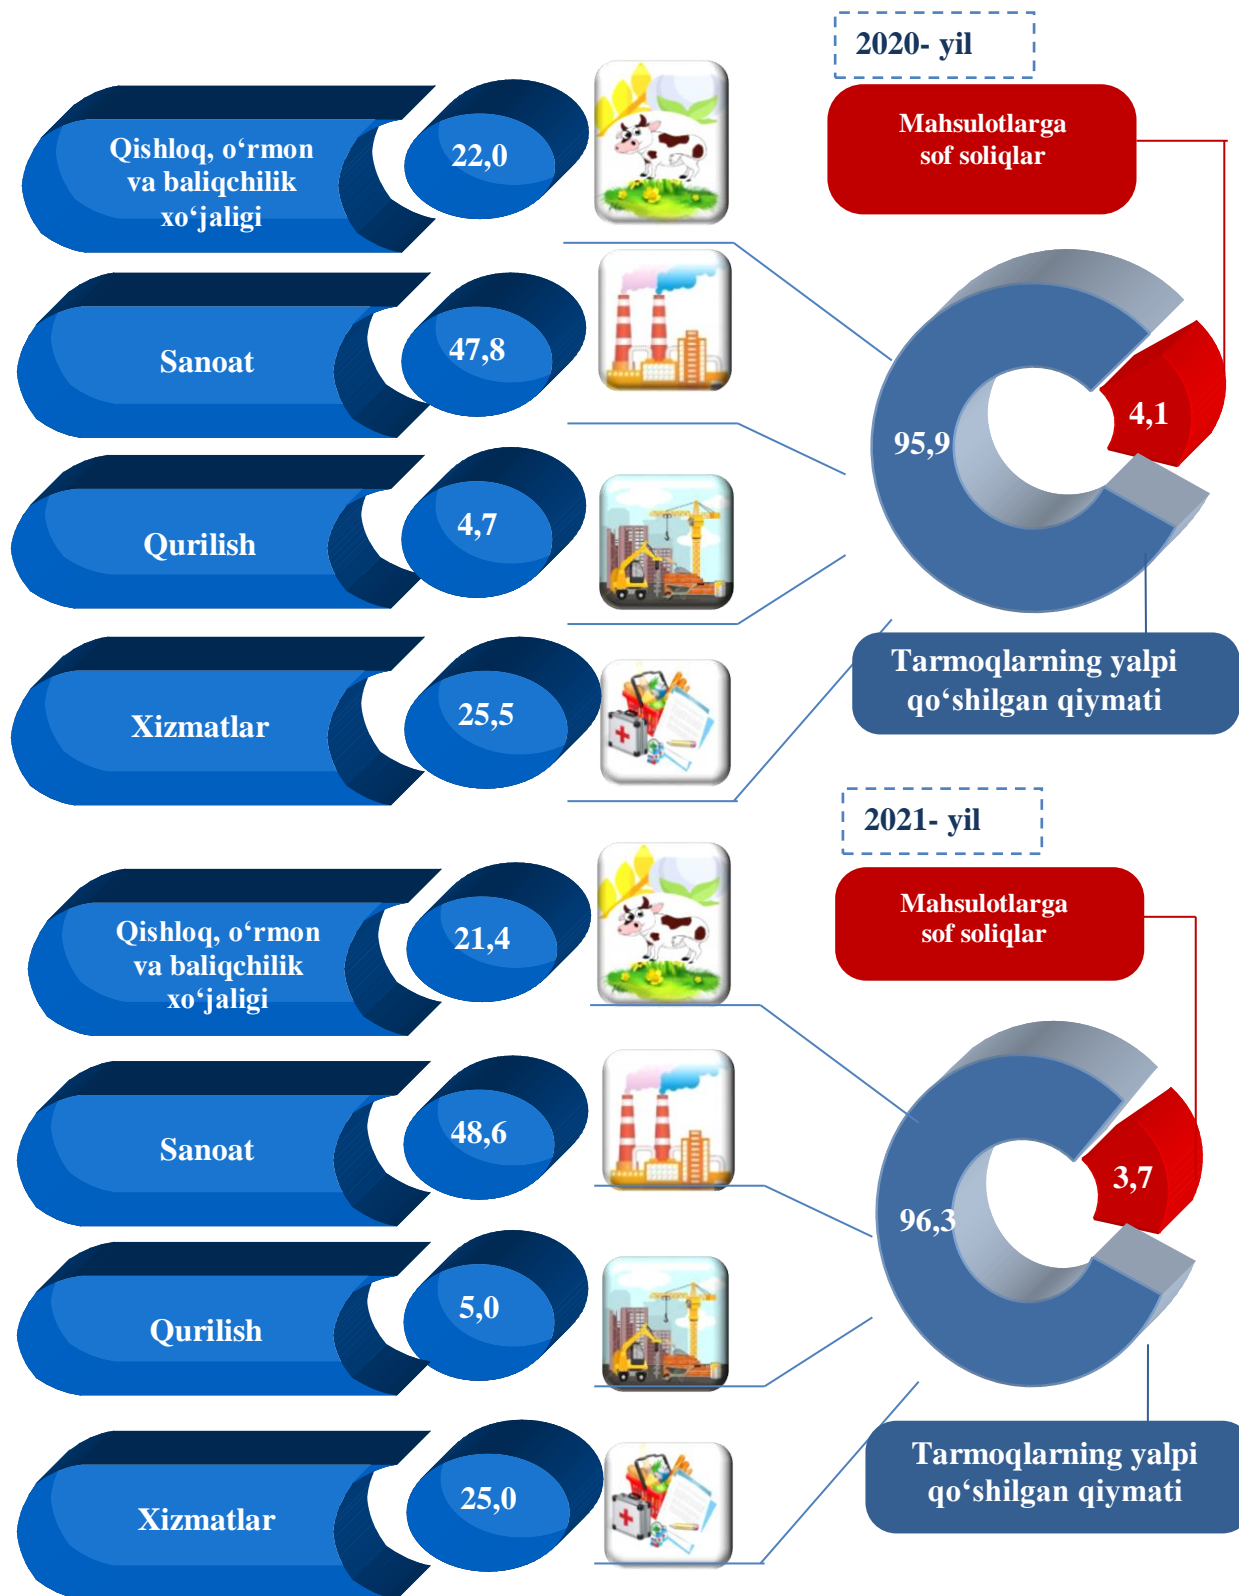 2020- yil
Mahsulotlarga
sof soliqlar
Qishloq, o‘rmon
va baliqchilik
xo‘jaligi
22,0
Sanoat
47,8
Qurilish
4,7
Xizmatlar
25,5
95,9
4,1
Tarmoqlarning yalpi
qo‘shilgan qiymati
2021- yil
Mahsulotlarga
sof soliqlar
Qishloq, o‘rmon
va baliqchilik
xo‘jaligi
21,4
Sanoat
48,6
Qurilish
5,0
Xizmatlar
25,0
96,3
3,7
Tarmoqlarning yalpi
qo‘shilgan qiymati